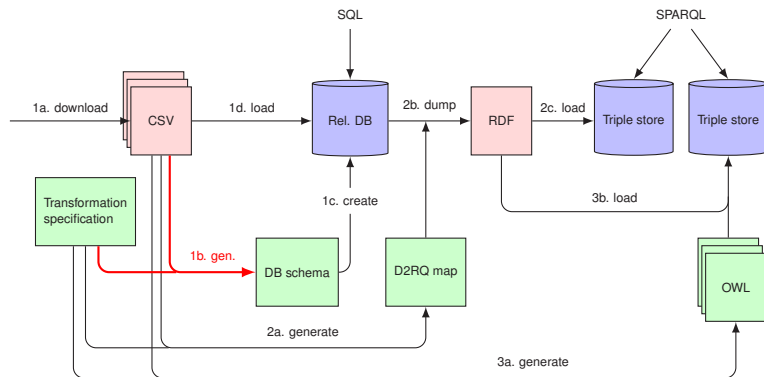 SQL
SPARQL
1a. download
CSV
1d. load
Rel. DB
2b. dump
RDF
2c. load
Triple store
Triple store
Transformation
specification
1c. create
3b. load
1b. gen.
DB schema
D2RQ map
OWL
2a. generate
3a. generate